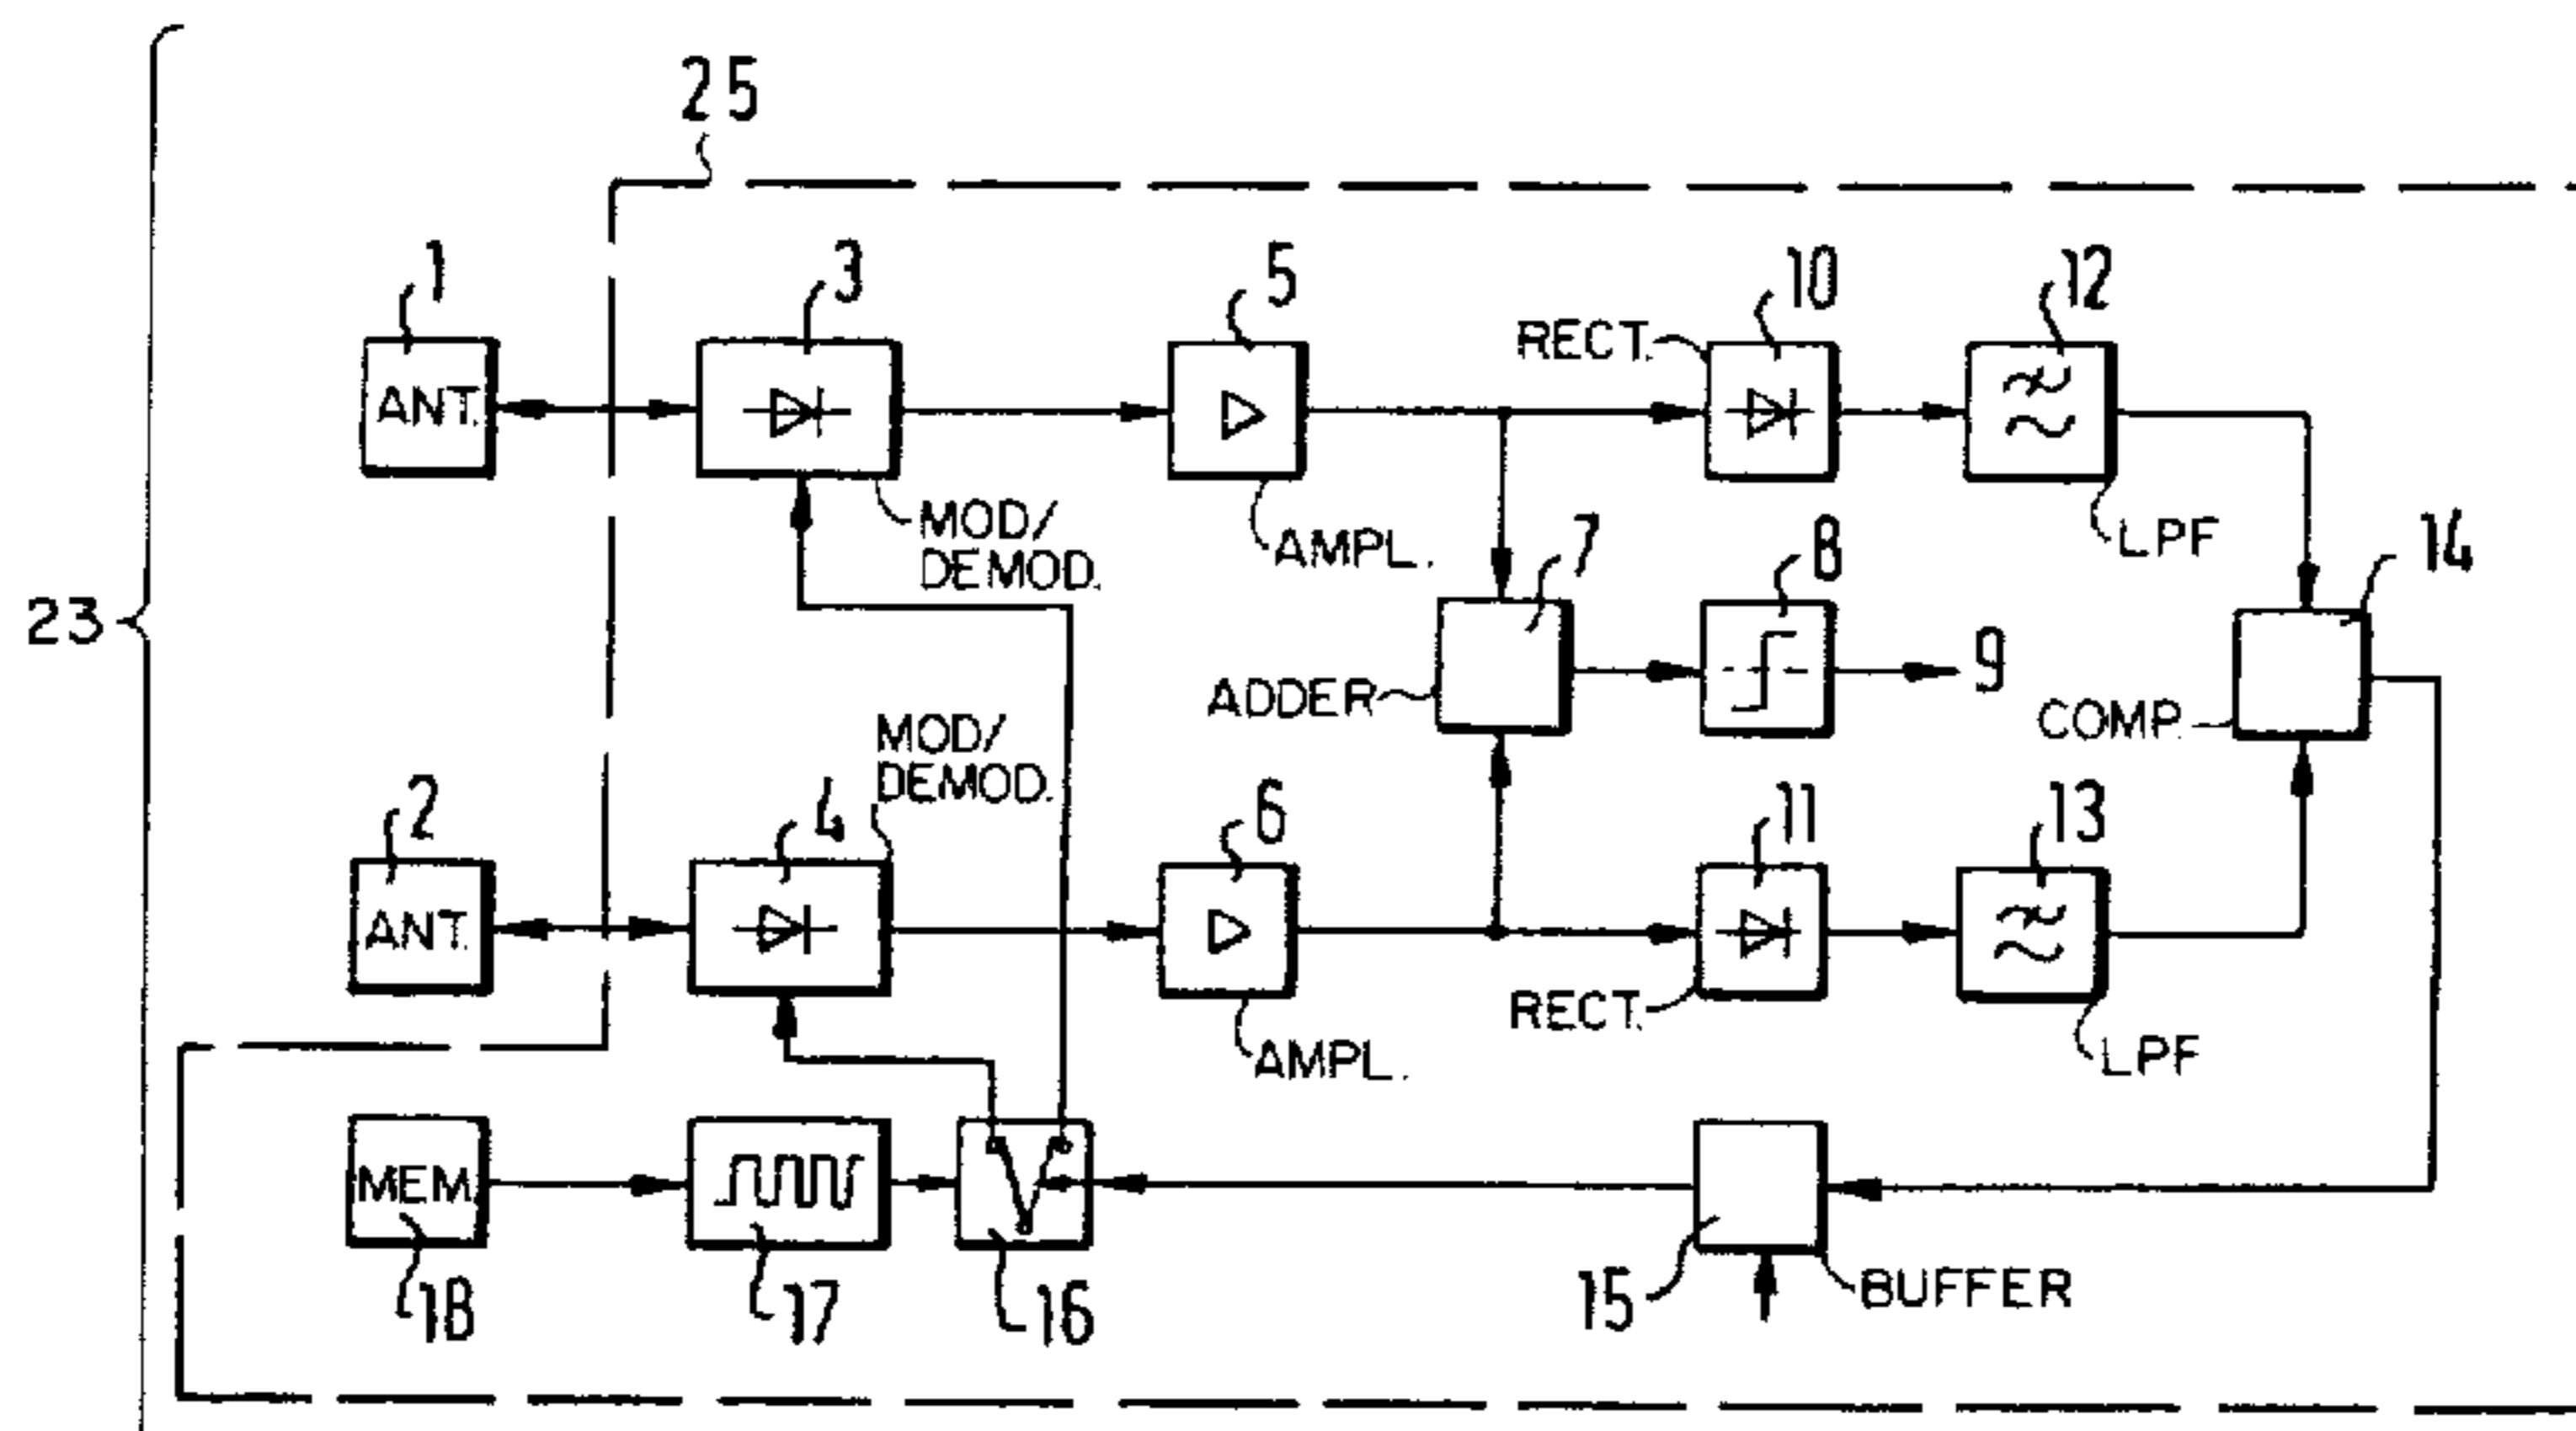 25
1
3
5
10
12
RECT.
ANT.
MOD/
DEMOD.
AMPL.
LPF
7
8
14
23
9
ADDER
COMP.
MOD/
DEMOD.
2
4
6
11
13
ANT.
RECT.
AMPL.
LPF
MEM.
18
17
16
15
BUFFER